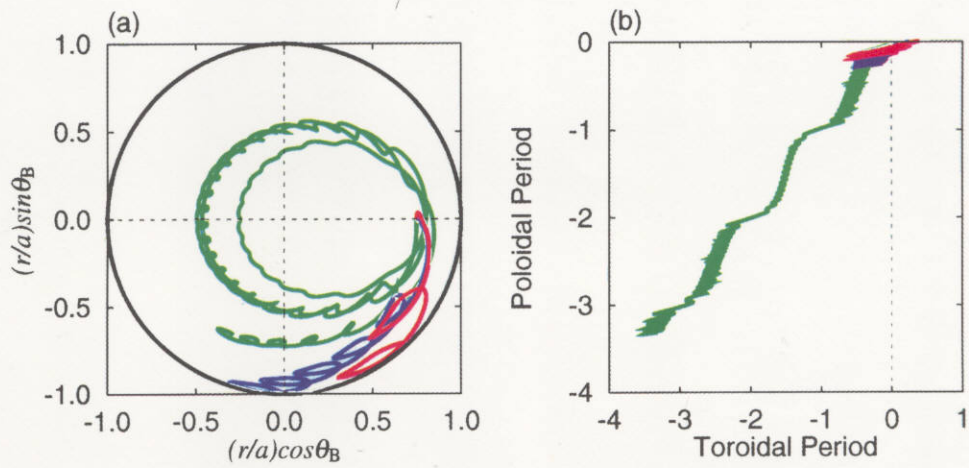 (a)
1.0
0.5
0.0
-0.5
-1.0
(r/a)sinθB
-1.0 -0.5 0.0 0.5 1.0
(r/a)cosθB
(b)
0
-1
-2
-3
-4
Poloidal Period
-4 -3 -2 -1 0 1
Toroidal Period